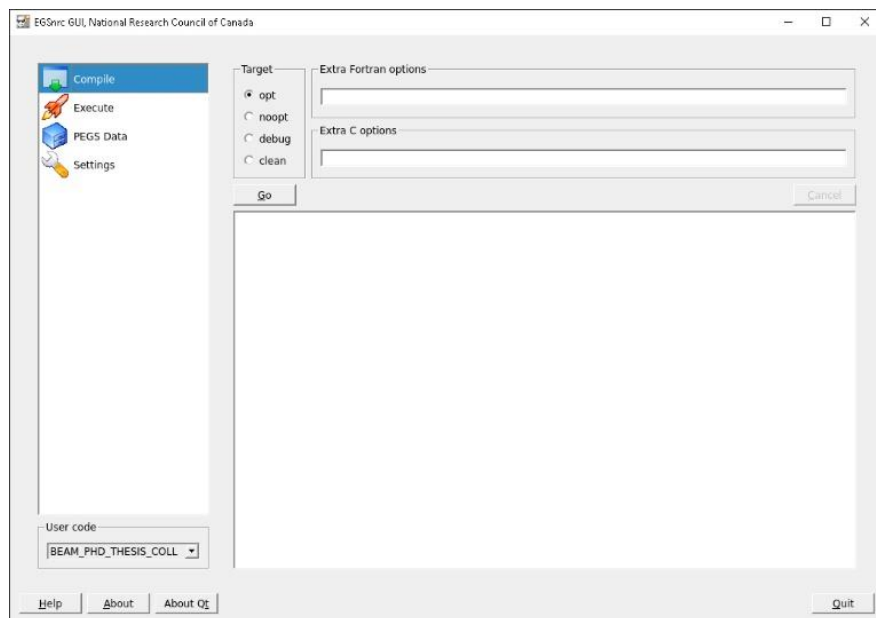 EGSnrc GUI, National Research Council of Canada
Compile
Execute
PEGS Data
Settings
Target
opt
noopt
debug
clean
Extra Fortran options
Extra C options
Go
Cancel
User code
BEAM_PHD_THESIS_COLL
Help
About
About Qt
Quit